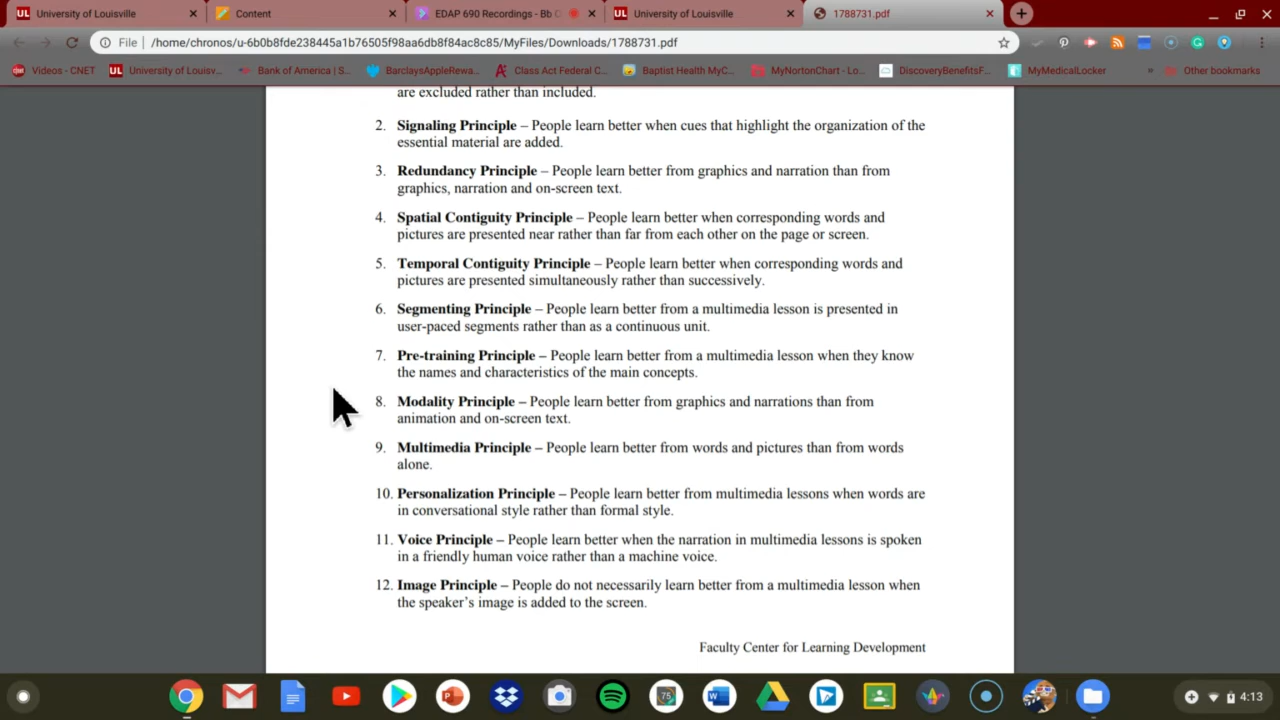 University of Louisville
Content
EDAP 690 Recordings - Bb C
University of Louisville
1788731.pdf
File | /home/chronos/u-6b0b8fde238445a1b76505f98aa6db8f84ac8c85/MyFiles/Downloads/1788731.pdf
Videos - CNET
University of Louisv...
Bank of America | S...
BarclaysAppleRewa...
Class Act Federal C...
Baptist Health MyC...
MyNortonChart - Lo...
DiscoveryBenefitsF...
MyMedicalLocker
»
Other bookmarks
are excluded rather than included.
2. Signaling Principle – People learn better when cues that highlight the organization of the
essential material are added.
3. Redundancy Principle – People learn better from graphics and narration than from
graphics, narration and on-screen text.
4. Spatial Contiguity Principle – People learn better when corresponding words and
pictures are presented near rather than far from each other on the page or screen.
5. Temporal Contiguity Principle – People learn better when corresponding words and
pictures are presented simultaneously rather than successively.
6. Segmenting Principle – People learn better from a multimedia lesson is presented in
user-paced segments rather than as a continuous unit.
7. Pre-training Principle – People learn better from a multimedia lesson when they know
the names and characteristics of the main concepts.
8. Modality Principle – People learn better from graphics and narrations than from
animation and on-screen text.
9. Multimedia Principle – People learn better from words and pictures than from words
alone.
10. Personalization Principle – People learn better from multimedia lessons when words are
in conversational style rather than formal style.
11. Voice Principle – People learn better when the narration in multimedia lessons is spoken
in a friendly human voice rather than a machine voice.
12. Image Principle – People do not necessarily learn better from a multimedia lesson when
the speaker's image is added to the screen.
Faculty Center for Learning Development
4:13